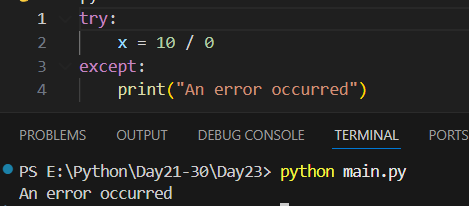 1 try:
2     x = 10 / 0
3 except:
4     print("An error occurred")
PROBLEMS OUTPUT DEBUG CONSOLE TERMINAL PORTS
PS E:\Python\Day21-30\Day23> python main.py
An error occurred